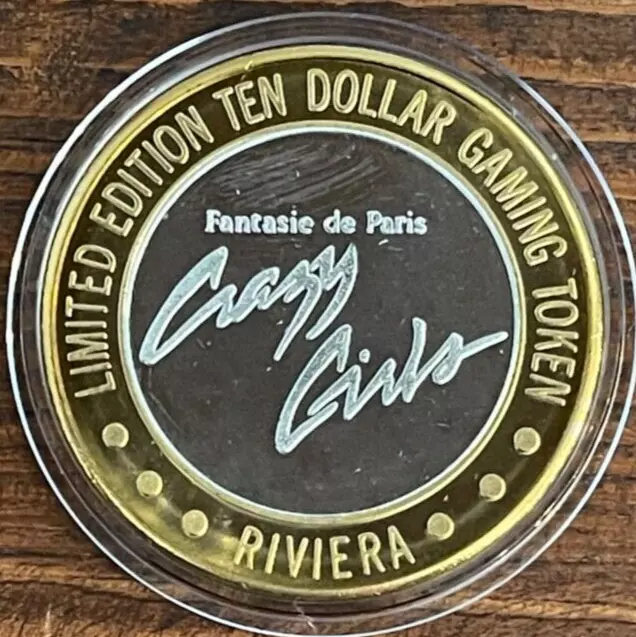 LIMITED EDITION TEN DOLLAR GAMING TOKEN
Fantasie de Paris
Crazy
Girls
RIVIERA